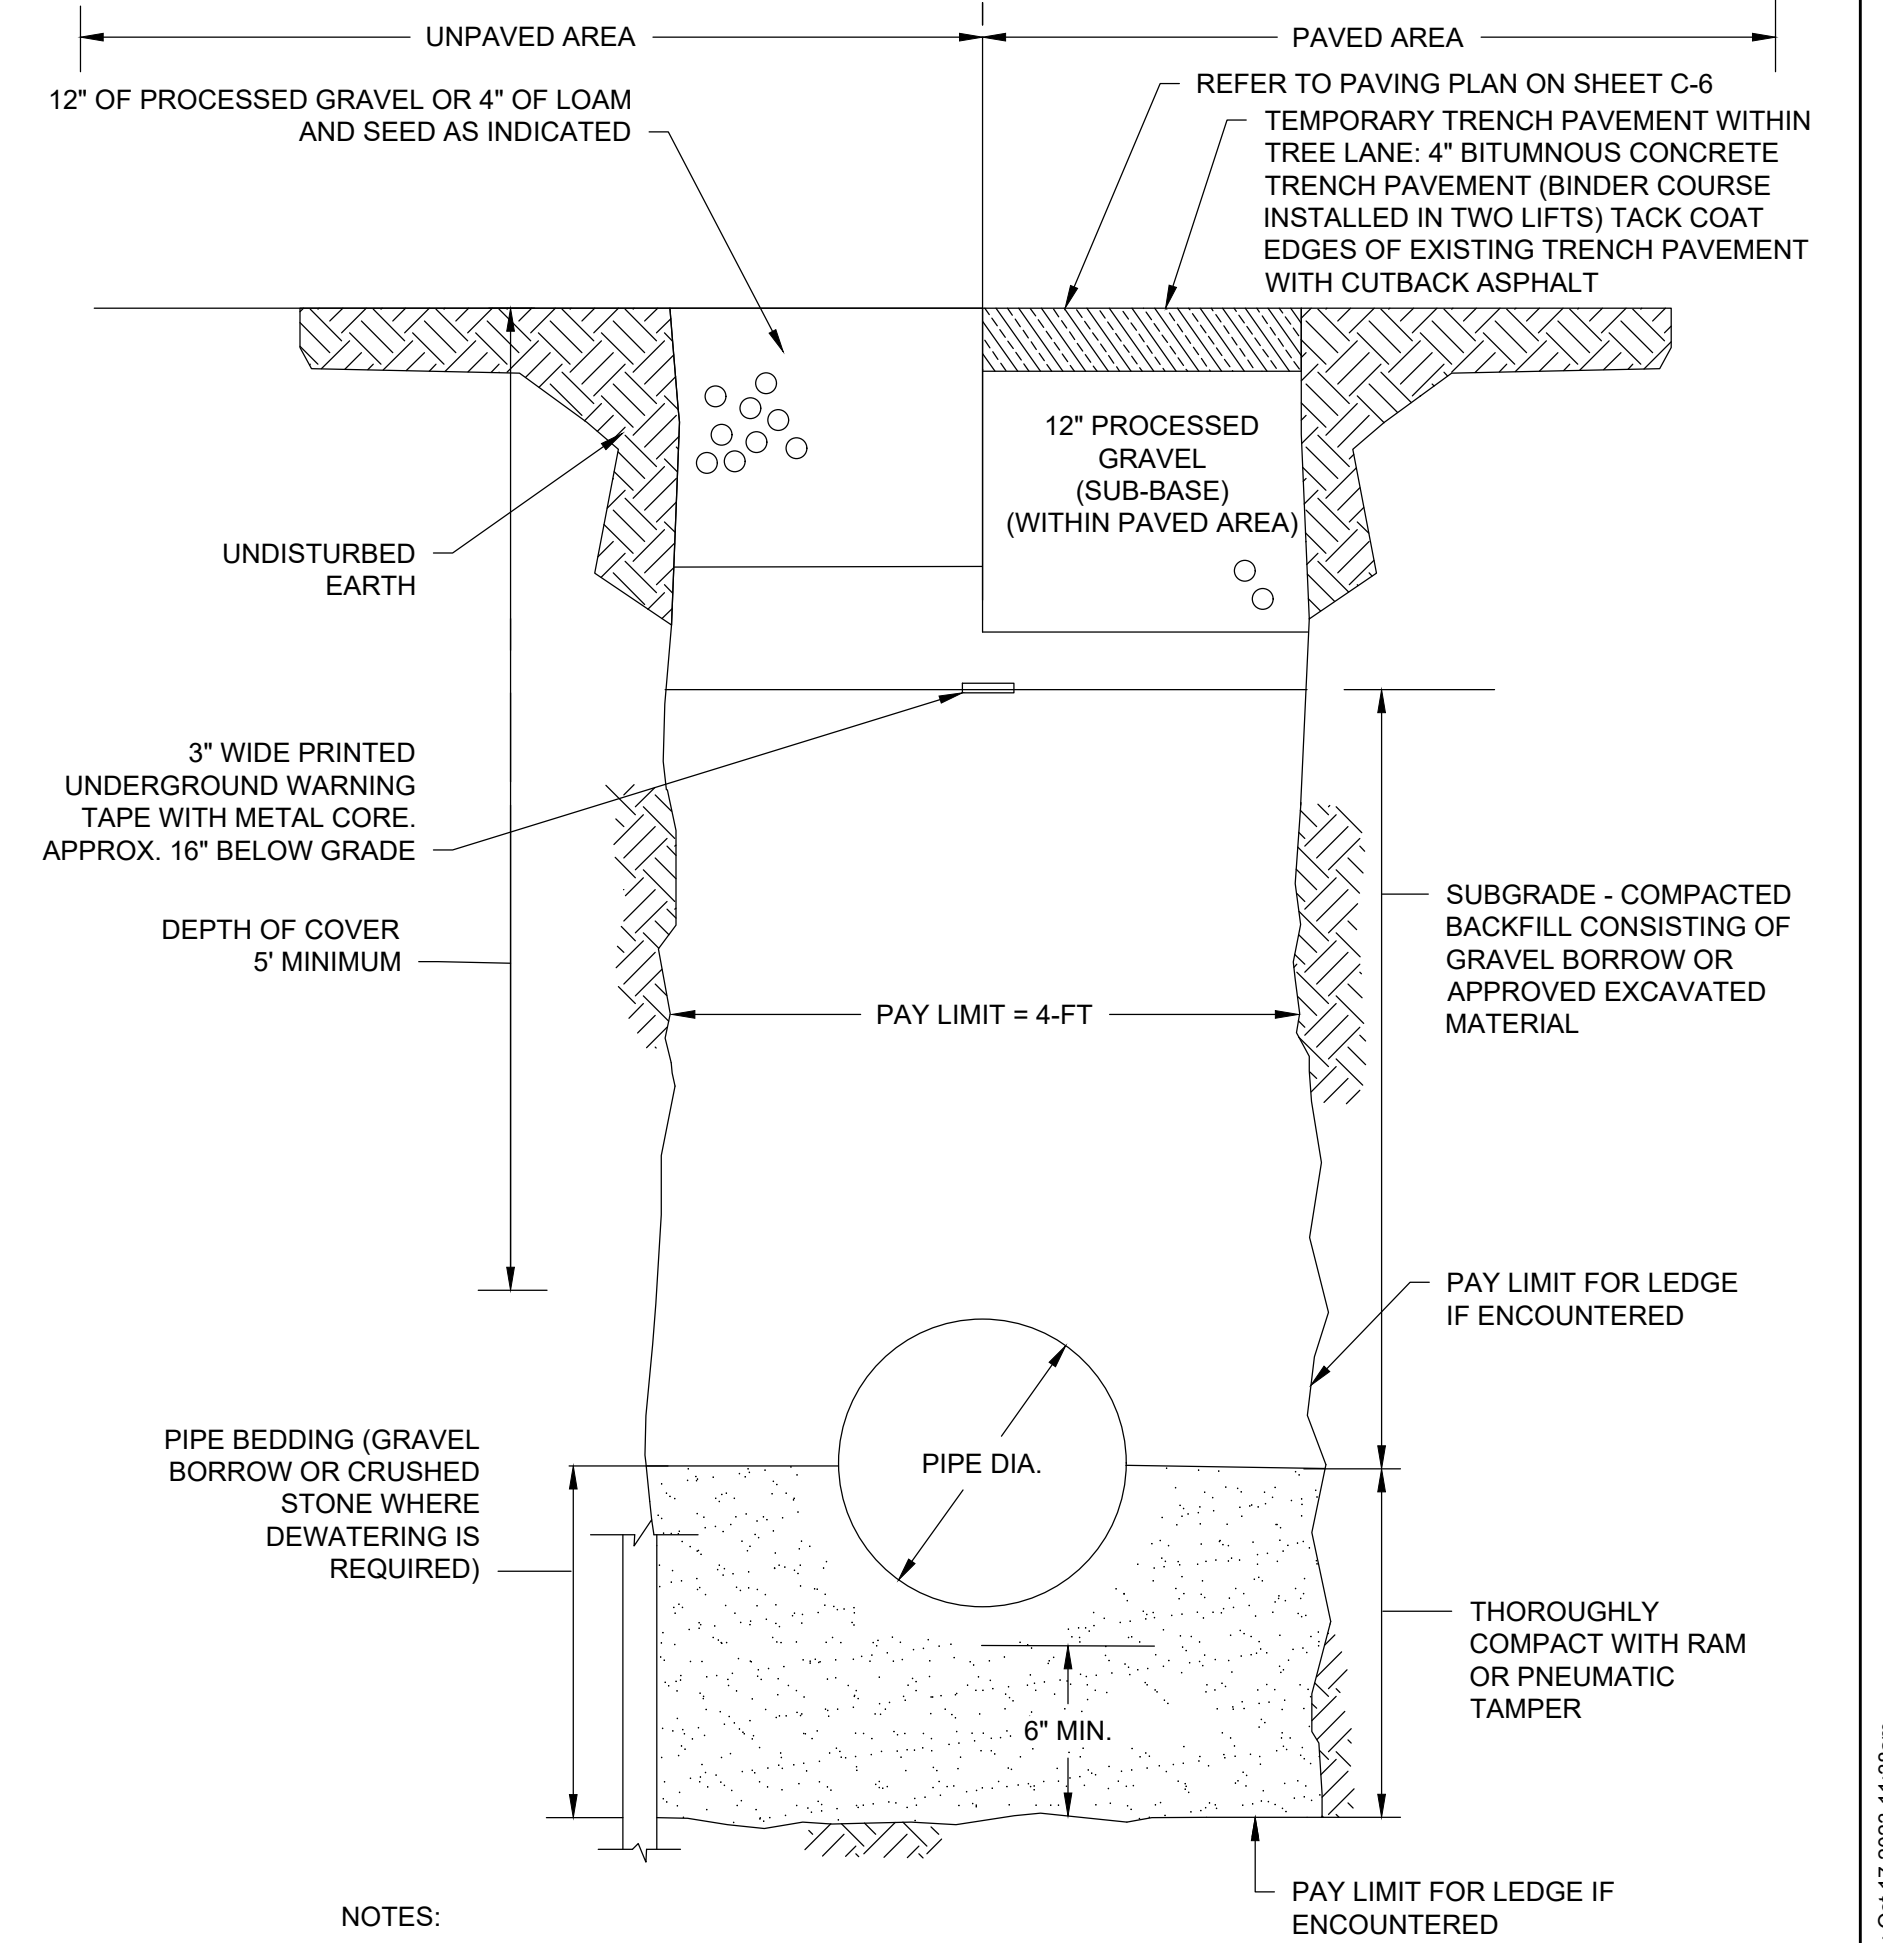 UNPAVED AREA
PAVED AREA
12" OF PROCESSED GRAVEL OR 4" OF LOAM
AND SEED AS INDICATED
REFER TO PAVING PLAN ON SHEET C-6
TEMPORARY TRENCH PAVEMENT WITHIN
TREE LANE: 4" BITUMNOUS CONCRETE
TRENCH PAVEMENT (BINDER COURSE
INSTALLED IN TWO LIFTS) TACK COAT
EDGES OF EXISTING TRENCH PAVEMENT
WITH CUTBACK ASPHALT
12" PROCESSED
GRAVEL
(SUB-BASE)
(WITHIN PAVED AREA)
UNDISTURBED
EARTH
3" WIDE PRINTED
UNDERGROUND WARNING
TAPE WITH METAL CORE.
APPROX. 16" BELOW GRADE
DEPTH OF COVER
5' MINIMUM
SUBGRADE - COMPACTED
BACKFILL CONSISTING OF
GRAVEL BORROW OR
APPROVED EXCAVATED
MATERIAL
PAY LIMIT = 4-FT
PAY LIMIT FOR LEDGE
IF ENCOUNTERED
PIPE BEDDING (GRAVEL
BORROW OR CRUSHED
STONE WHERE
DEWATERING IS
REQUIRED)
PIPE DIA.
THOROUGHLY
COMPACT WITH RAM
OR PNEUMATIC
TAMPER
6" MIN.
PAY LIMIT FOR LEDGE IF
ENCOUNTERED
NOTES: